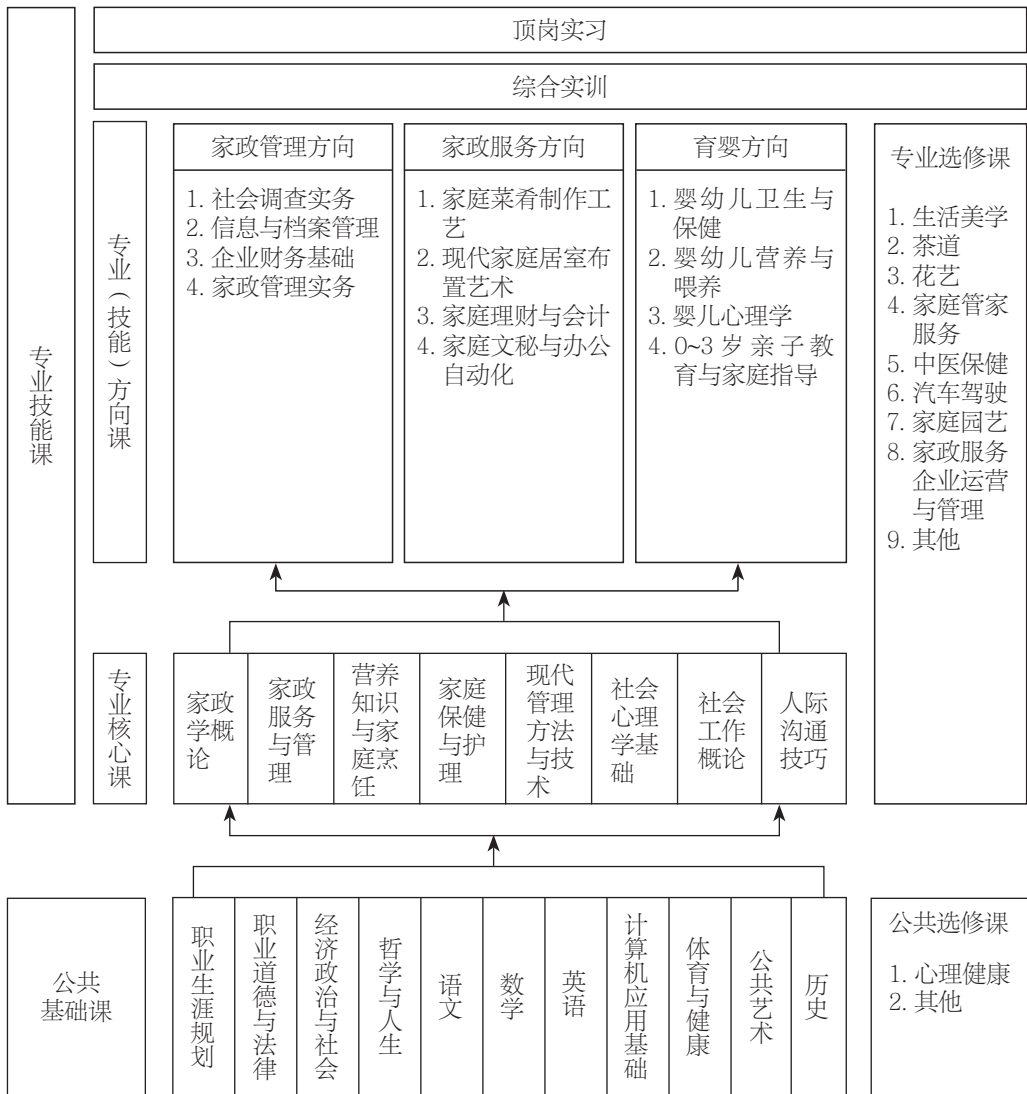 顶岗实习
综合实训
专业技能课
专业（技能）方向课
家政管理方向
1. 社会调查实务
2. 信息与档案管理
3. 企业财务基础
4. 家政管理实务
家政服务方向
1. 家庭菜肴制作工
艺
2. 现代家庭居室布
置艺术
3. 家庭理财与会计
4. 家庭文秘与办公
自动化
育婴方向
1. 婴幼儿卫生与
保健
2. 婴幼儿营养与
喂养
3. 婴儿心理学
4. 0~3 岁亲子教
育与家庭指导
专业选修课
1. 生活美学
2. 茶道
3. 花艺
4. 家庭管家
服务
5. 中医保健
6. 汽车驾驶
7. 家庭园艺
8. 家政服务
企业运营
与管理
9. 其他
专业核心课
家政
学概
论
家政
服务
与管
理
营养
知识
与家
庭烹
饪
家庭
保健
与护
理
现代
管理
方法
与技
术
社会
心理
学基
础
社会
工作
概论
人际
沟通
技巧
公共
基础课
职业生涯规划
职业道德与法律
经济政治与社会
哲学与人生
语文
数学
英语
计算机应用基础
体育与健康
公共艺术
历史
公共选修课
1. 心理健康
2. 其他